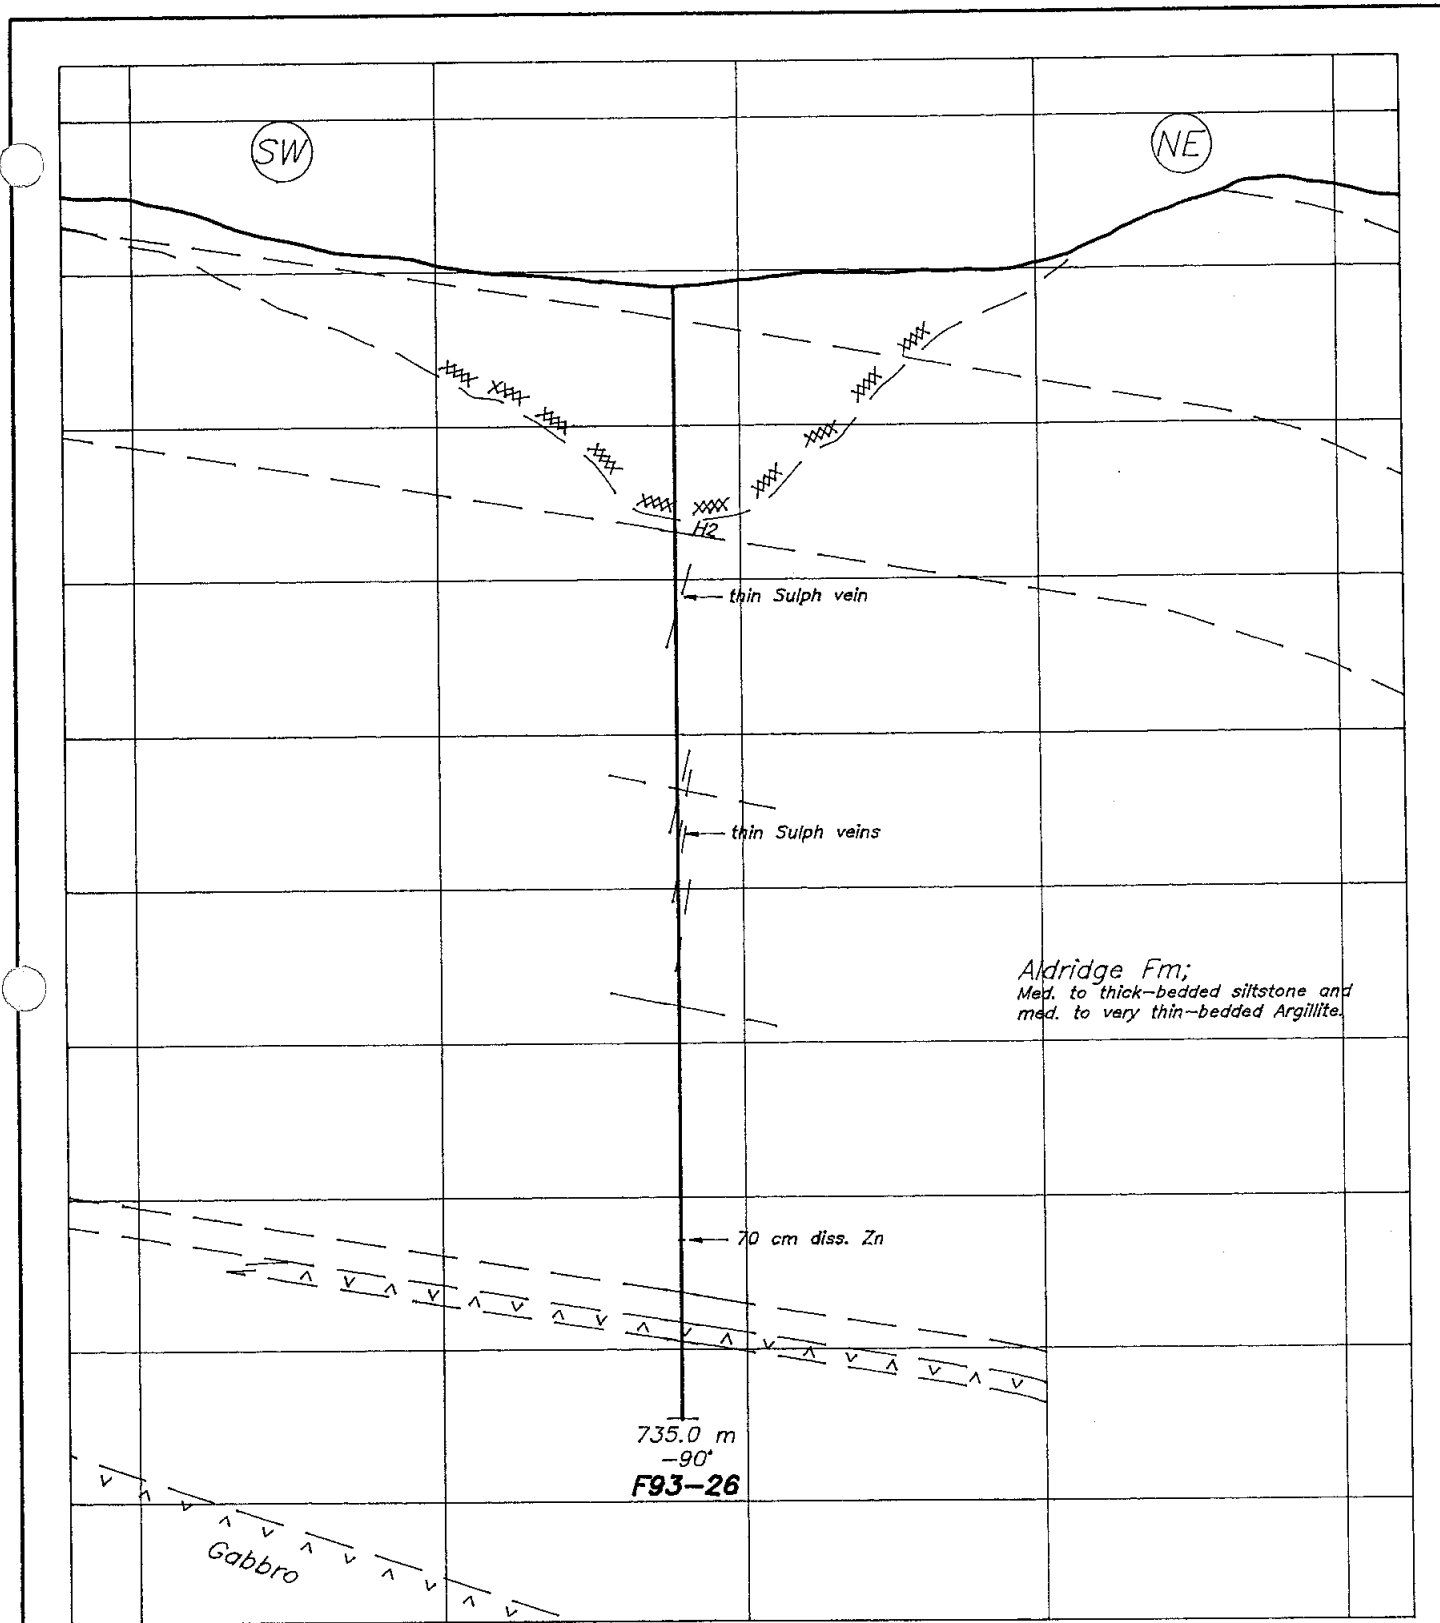 SW
NE
H2
thin Sulph vein
thin Sulph veins
Aldridge Fm;
Med. to thick-bedded siltstone and
med. to very thin-bedded Argillite.
70 cm diss. Zn
735.0 m
-90°
F93-26
Gabbro